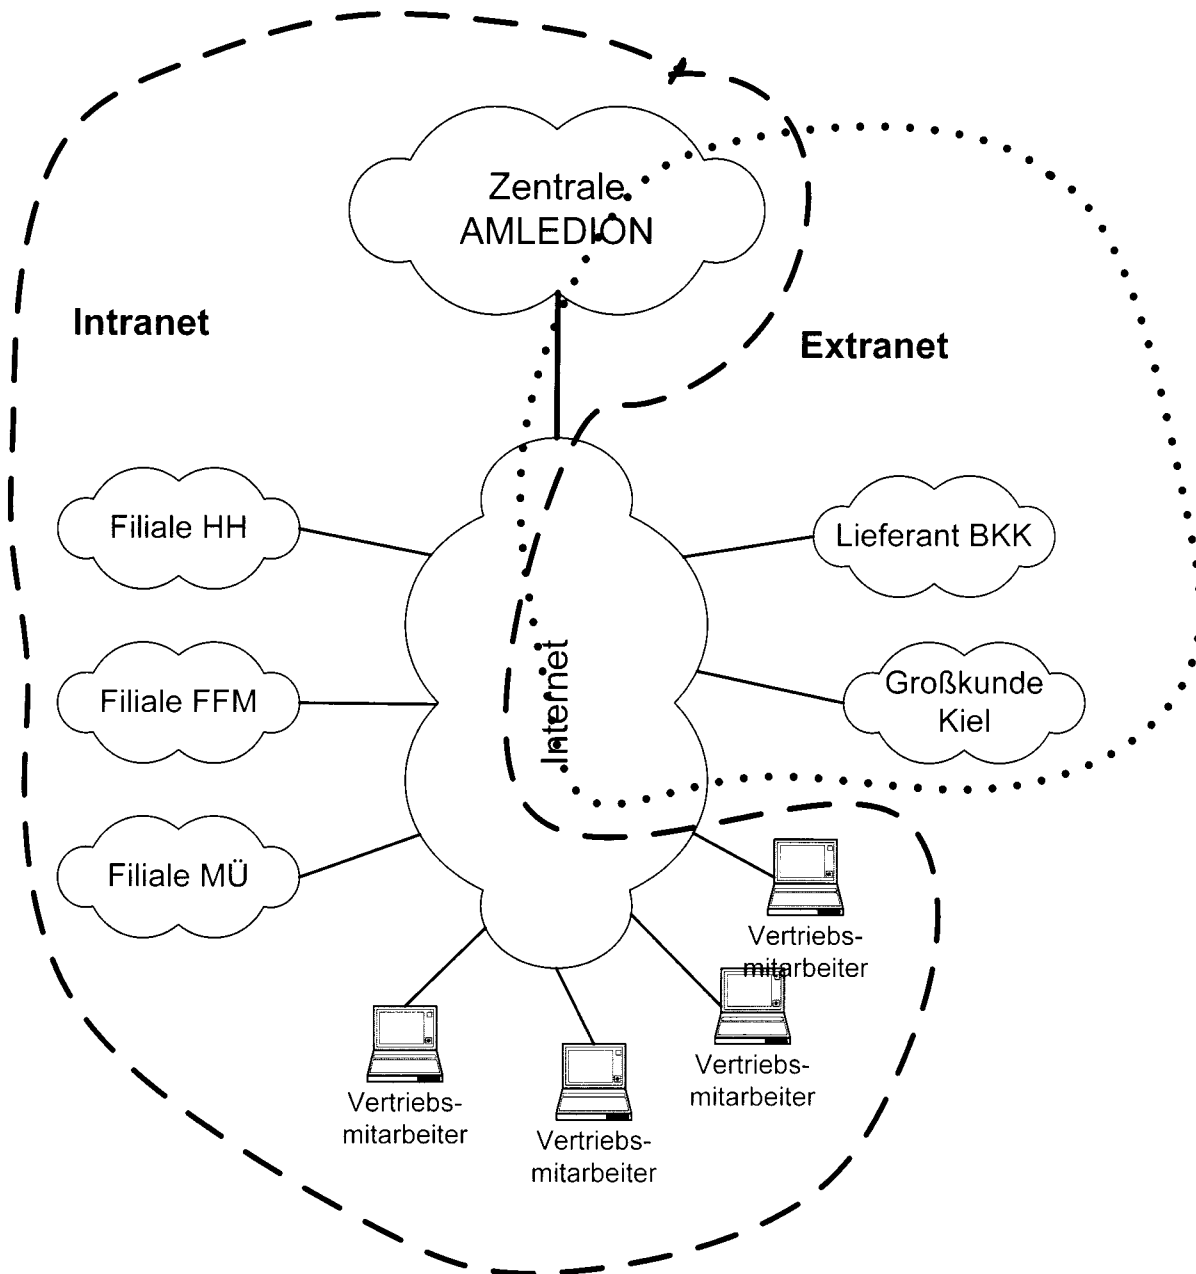 Zentrale
AMLEDION
Intranet
Extranet
Filiale HH
Lieferant BKK
Filiale FFM
Internet
Großkunde
Kiel
Filiale MÜ
Vertriebs-
mitarbeiter
Vertriebs-
mitarbeiter
Vertriebs-
mitarbeiter
Vertriebs-
mitarbeiter